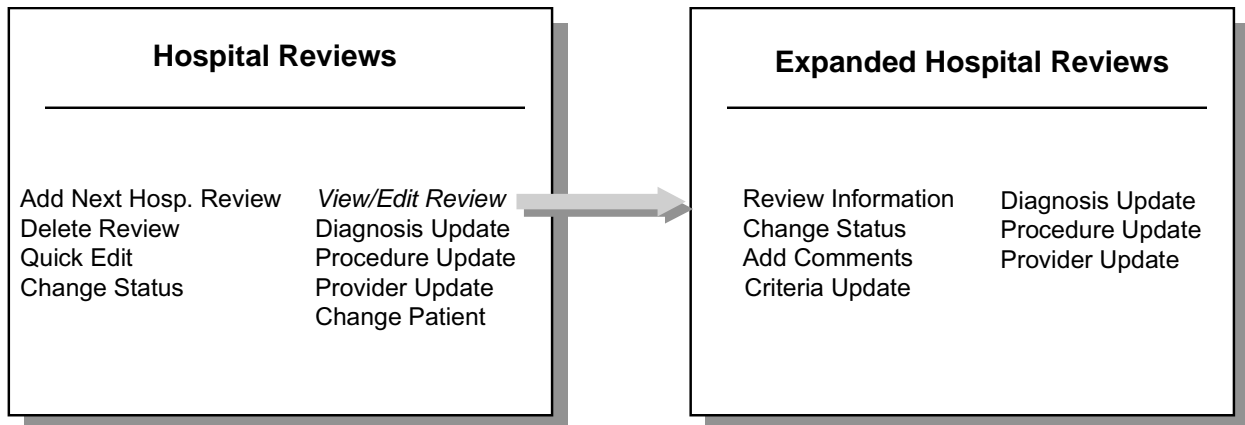 Hospital Reviews
Add Next Hosp. Review
Delete Review
Quick Edit
Change Status
View/Edit Review
Diagnosis Update
Procedure Update
Provider Update
Change Patient
Expanded Hospital Reviews
Review Information
Change Status
Add Comments
Criteria Update
Diagnosis Update
Procedure Update
Provider Update